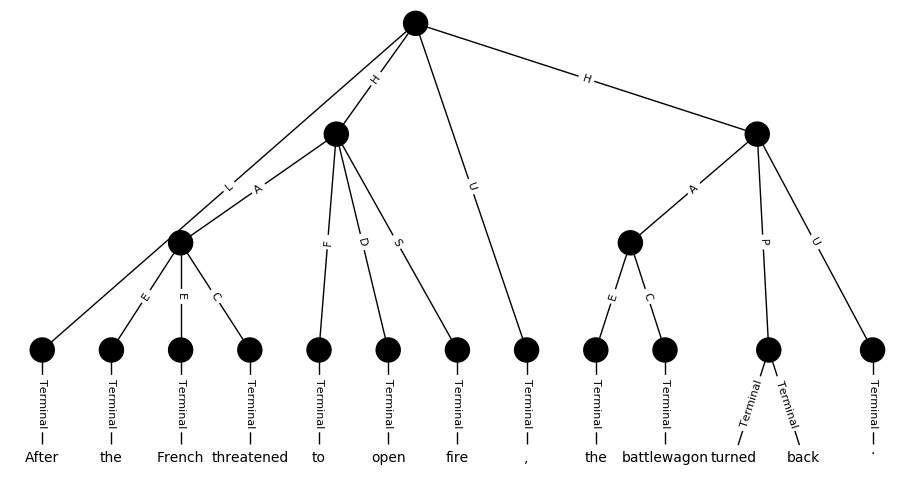 H
H
L
A
U
A
F
D
S
P
U
E
E
C
E
C
Terminal Terminal Terminal Terminal Terminal Terminal Terminal Terminal Terminal Terminal Terminal Terminal Terminal
After the French threatened to open fire , the battlewagon turned back .